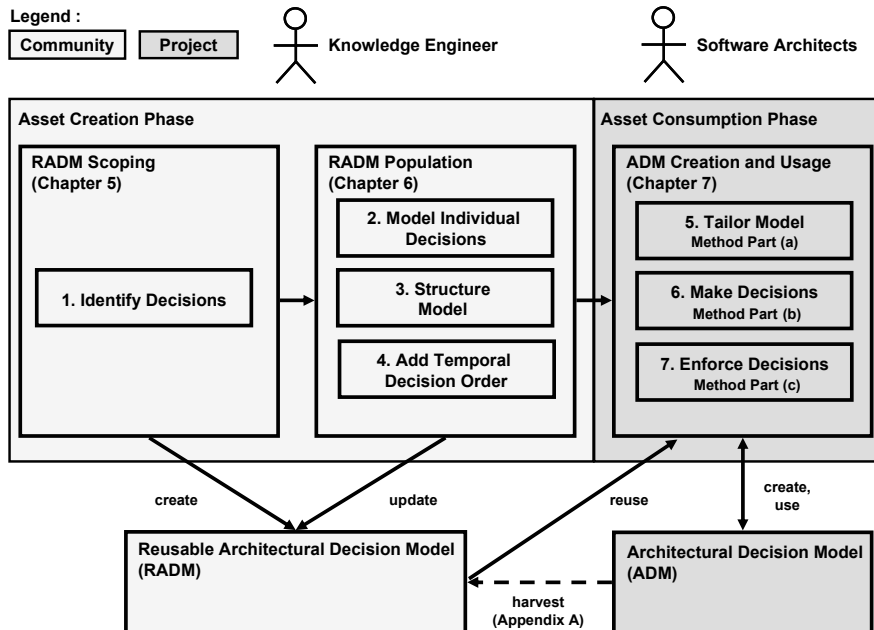 Legend :
Community
Project
Knowledge Engineer
Software Architects
Asset Creation Phase
Asset Consumption Phase
RADM Scoping
(Chapter 5)
1. Identify Decisions
RADM Population
(Chapter 6)
2. Model Individual
Decisions
3. Structure
Model
4. Add Temporal
Decision Order
ADM Creation and Usage
(Chapter 7)
5. Tailor Model
Method Part (a)
6. Make Decisions
Method Part (b)
7. Enforce Decisions
Method Part (c)
create
update
reuse
create,
use
Reusable Architectural Decision Model
(RADM)
harvest
(Appendix A)
Architectural Decision Model
(ADM)